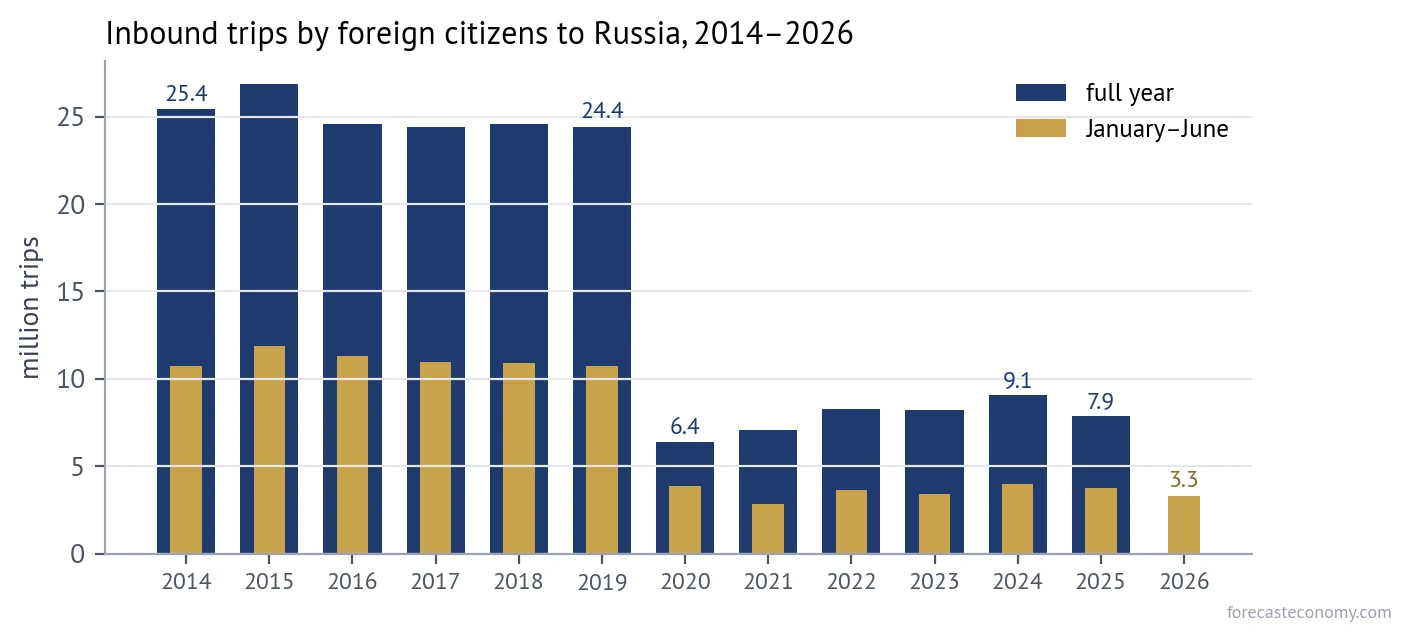 Inbound trips by foreign citizens to Russia, 2014–2026
full year
January–June
million trips
25
20
15
10
5
0
25.4
24.4
6.4
9.1
7.9
3.3
2014 2015 2016 2017 2018 2019 2020 2021 2022 2023 2024 2025 2026
forecasteconomy.com